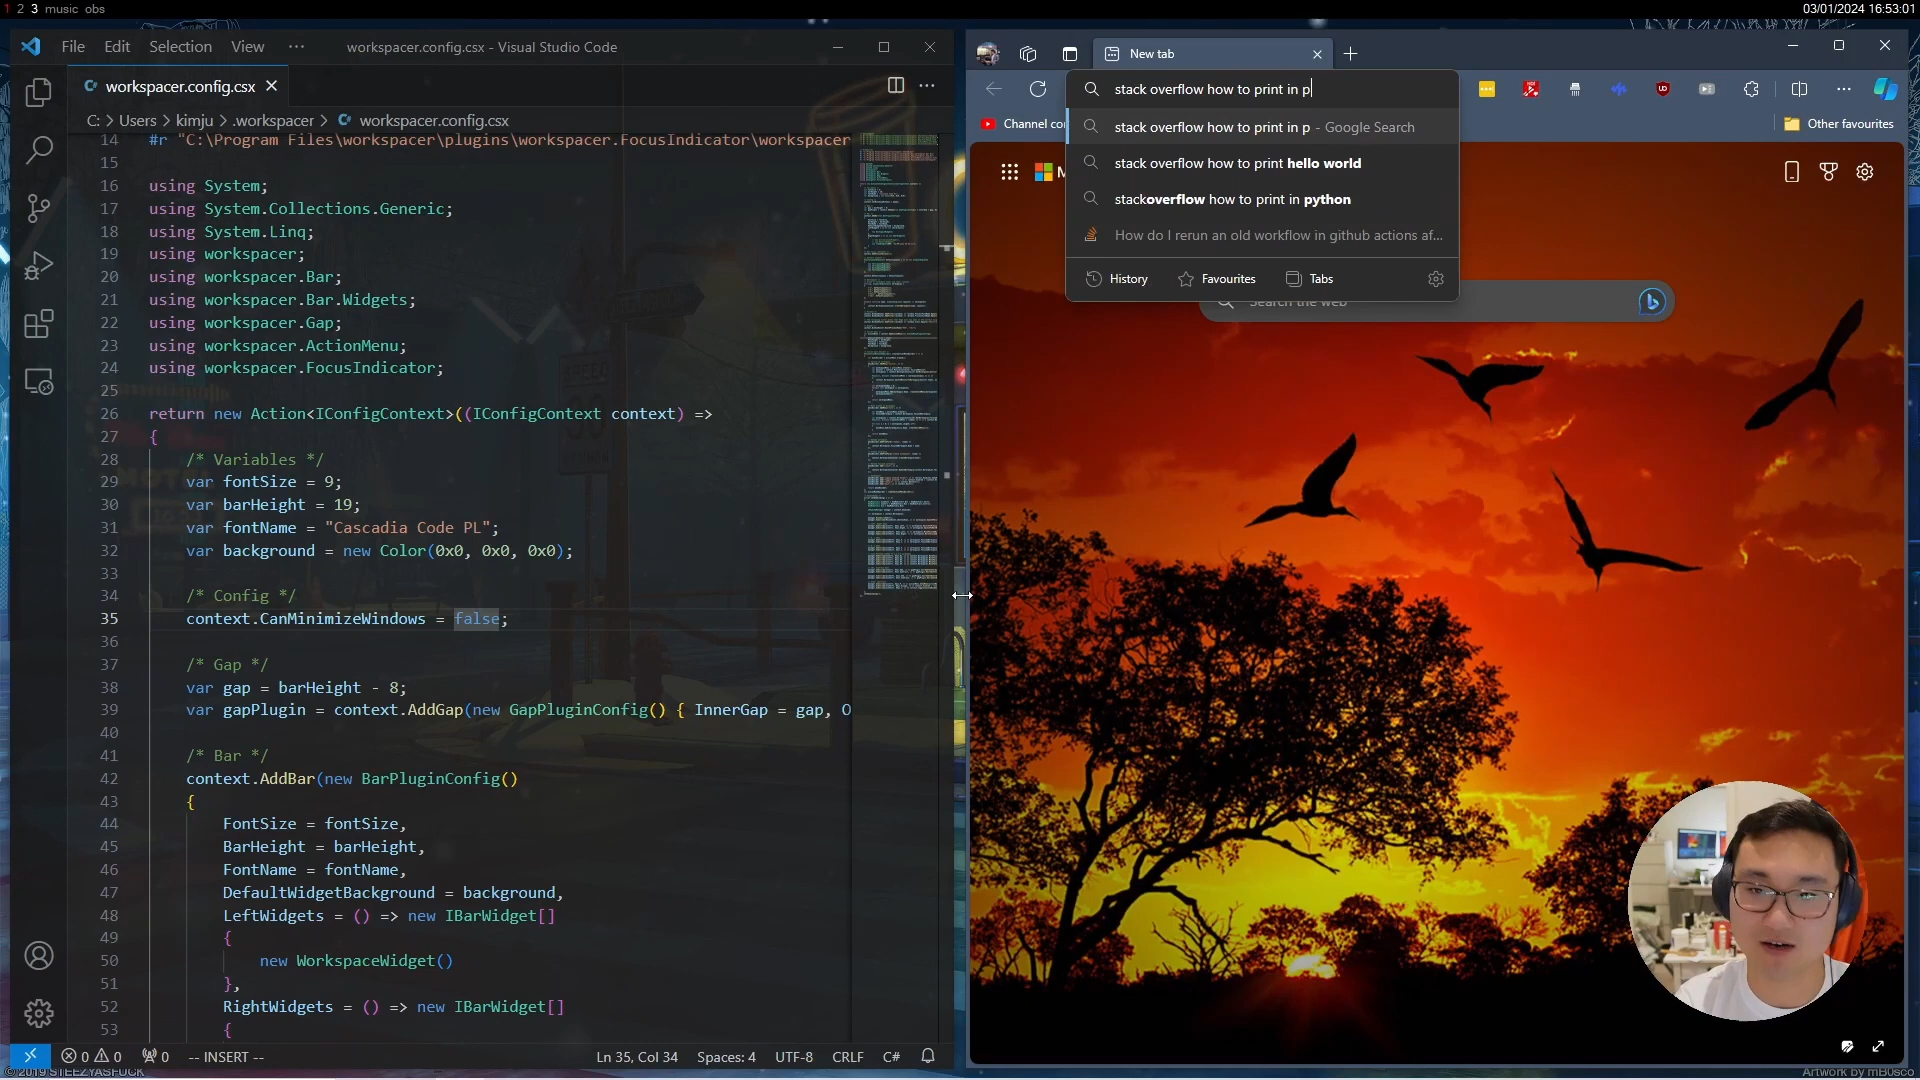 1 2 3 music obs
03/01/2024 16:53:01
File Edit Selection View ···
workspacer.config.csx - Visual Studio Code
workspacer.config.csx
C: > Users > kimju > .workspacer > workspacer.config.csx
14 #r "C:\Program Files\workspacer\plugins\workspacer.FocusIndicator\workspacer
15
16 using System;
17 using System.Collections.Generic;
18 using System.Linq;
19 using workspacer;
20 using workspacer.Bar;
21 using workspacer.Bar.Widgets;
22 using workspacer.Gap;
23 using workspacer.ActionMenu;
24 using workspacer.FocusIndicator;
25
26 return new Action<IConfigContext>((IConfigContext context) =>
27 {
28 /* Variables */
29 var fontSize = 9;
30 var barHeight = 19;
31 var fontName = "Cascadia Code PL";
32 var background = new Color(0x0, 0x0, 0x0);
33
34 /* Config */
35 context.CanMinimizeWindows = false;
36
37 /* Gap */
38 var gap = barHeight - 8;
39 var gapPlugin = context.AddGap(new GapPluginConfig() { InnerGap = gap, O
40
41 /* Bar */
42 context.AddBar(new BarPluginConfig()
43 {
44 FontSize = fontSize,
45 BarHeight = barHeight,
46 FontName = fontName,
47 DefaultWidgetBackground = background,
48 LeftWidgets = () => new IBarWidget[]
49 {
50 new WorkspaceWidget()
51 },
52 RightWidgets = () => new IBarWidget[]
53 {
0 0 0 -- INSERT -- Ln 35, Col 34 Spaces: 4 UTF-8 CRLF C#
© 2019 STEEZYASFUCK
New tab
stack overflow how to print in p
Channel co
Other favourites
stack overflow how to print in p - Google Search
stack overflow how to print hello world
stackoverflow how to print in python
How do I rerun an old workflow in github actions af...
History Favourites Tabs
M
Search the web
Artwork by mB0sco